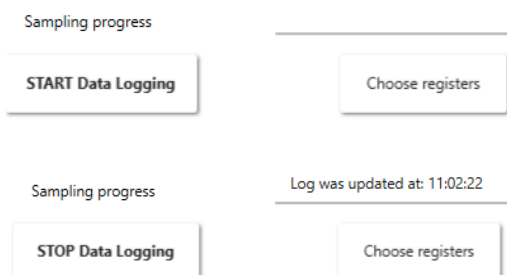 Sampling progress
START Data Logging
Choose registers
Log was updated at: 11:02:22
Sampling progress
STOP Data Logging
Choose registers